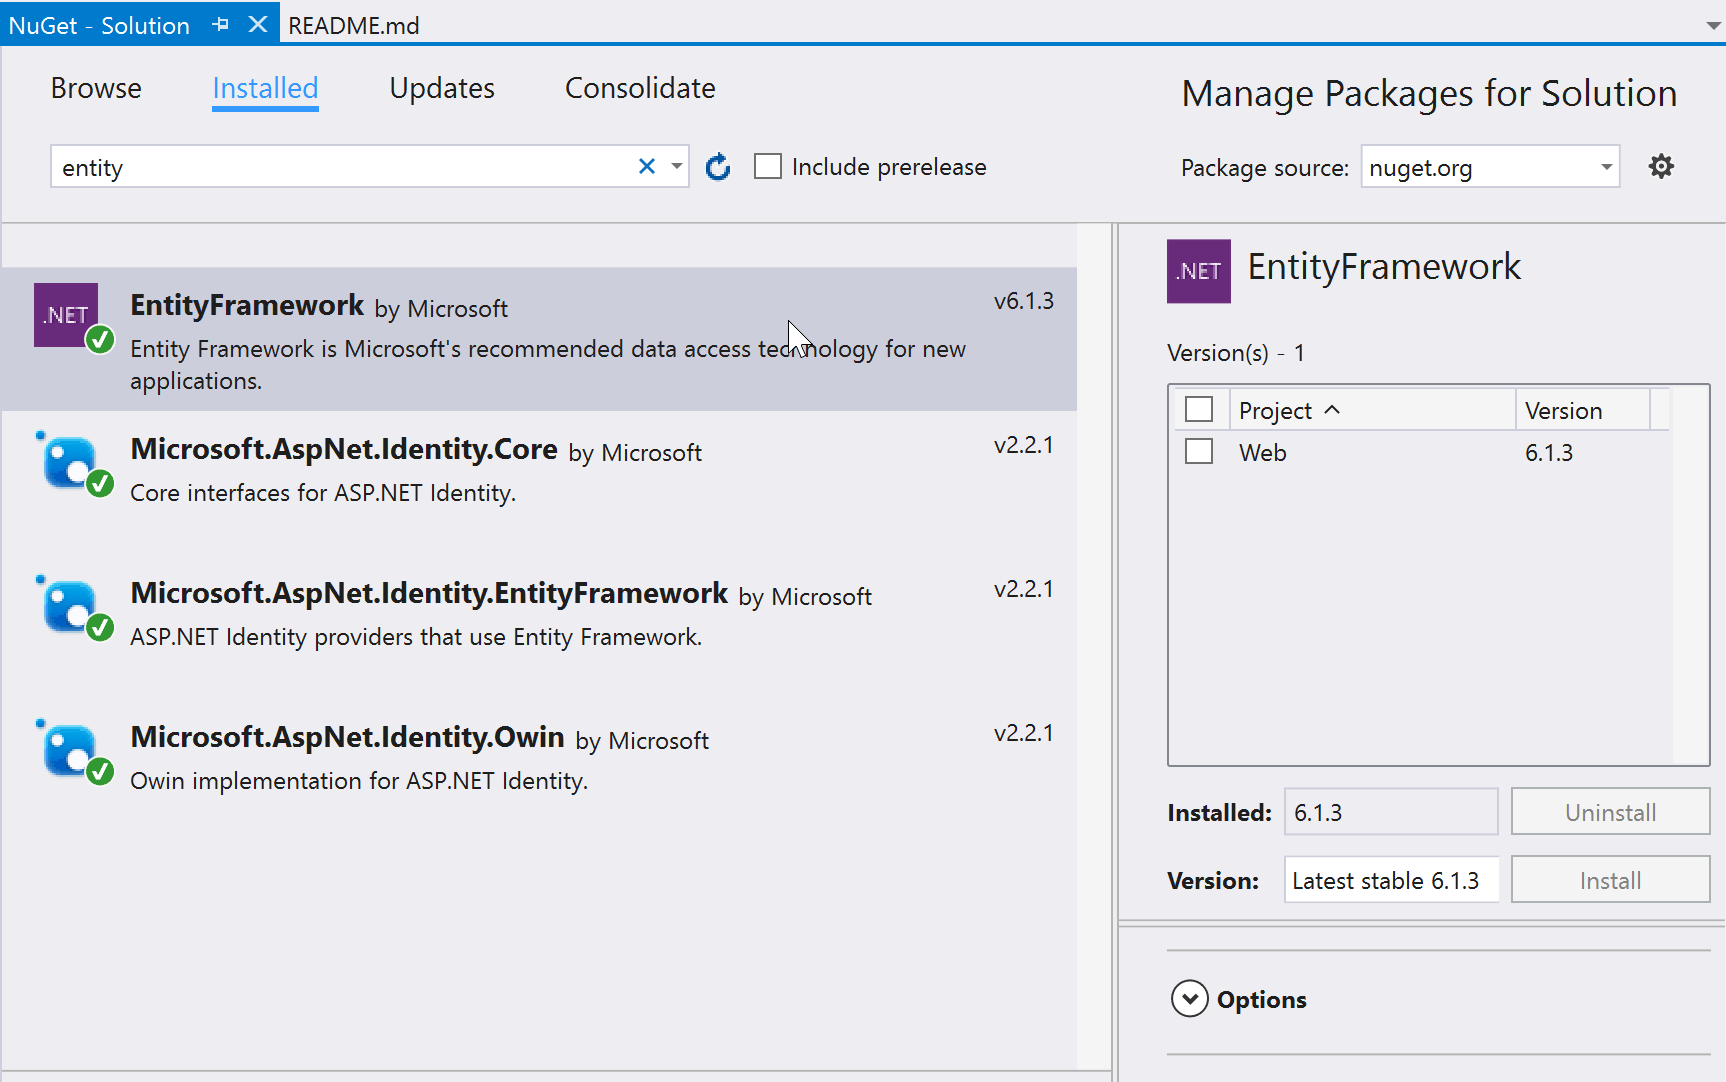 NuGet - Solution README.md
Browse Installed Updates Consolidate
Manage Packages for Solution
entity
Include prerelease
Package source: nuget.org
.NET
EntityFramework by Microsoft v6.1.3
Entity Framework is Microsoft's recommended data access technology for new
applications.
Microsoft.AspNet.Identity.Core by Microsoft v2.2.1
Core interfaces for ASP.NET Identity.
Microsoft.AspNet.Identity.EntityFramework by Microsoft v2.2.1
ASP.NET Identity providers that use Entity Framework.
Microsoft.AspNet.Identity.Owin by Microsoft v2.2.1
Owin implementation for ASP.NET Identity.
.NET EntityFramework
Version(s) - 1
Project Version
Web 6.1.3
Installed: 6.1.3 Uninstall
Version: Latest stable 6.1.3 Install
Options